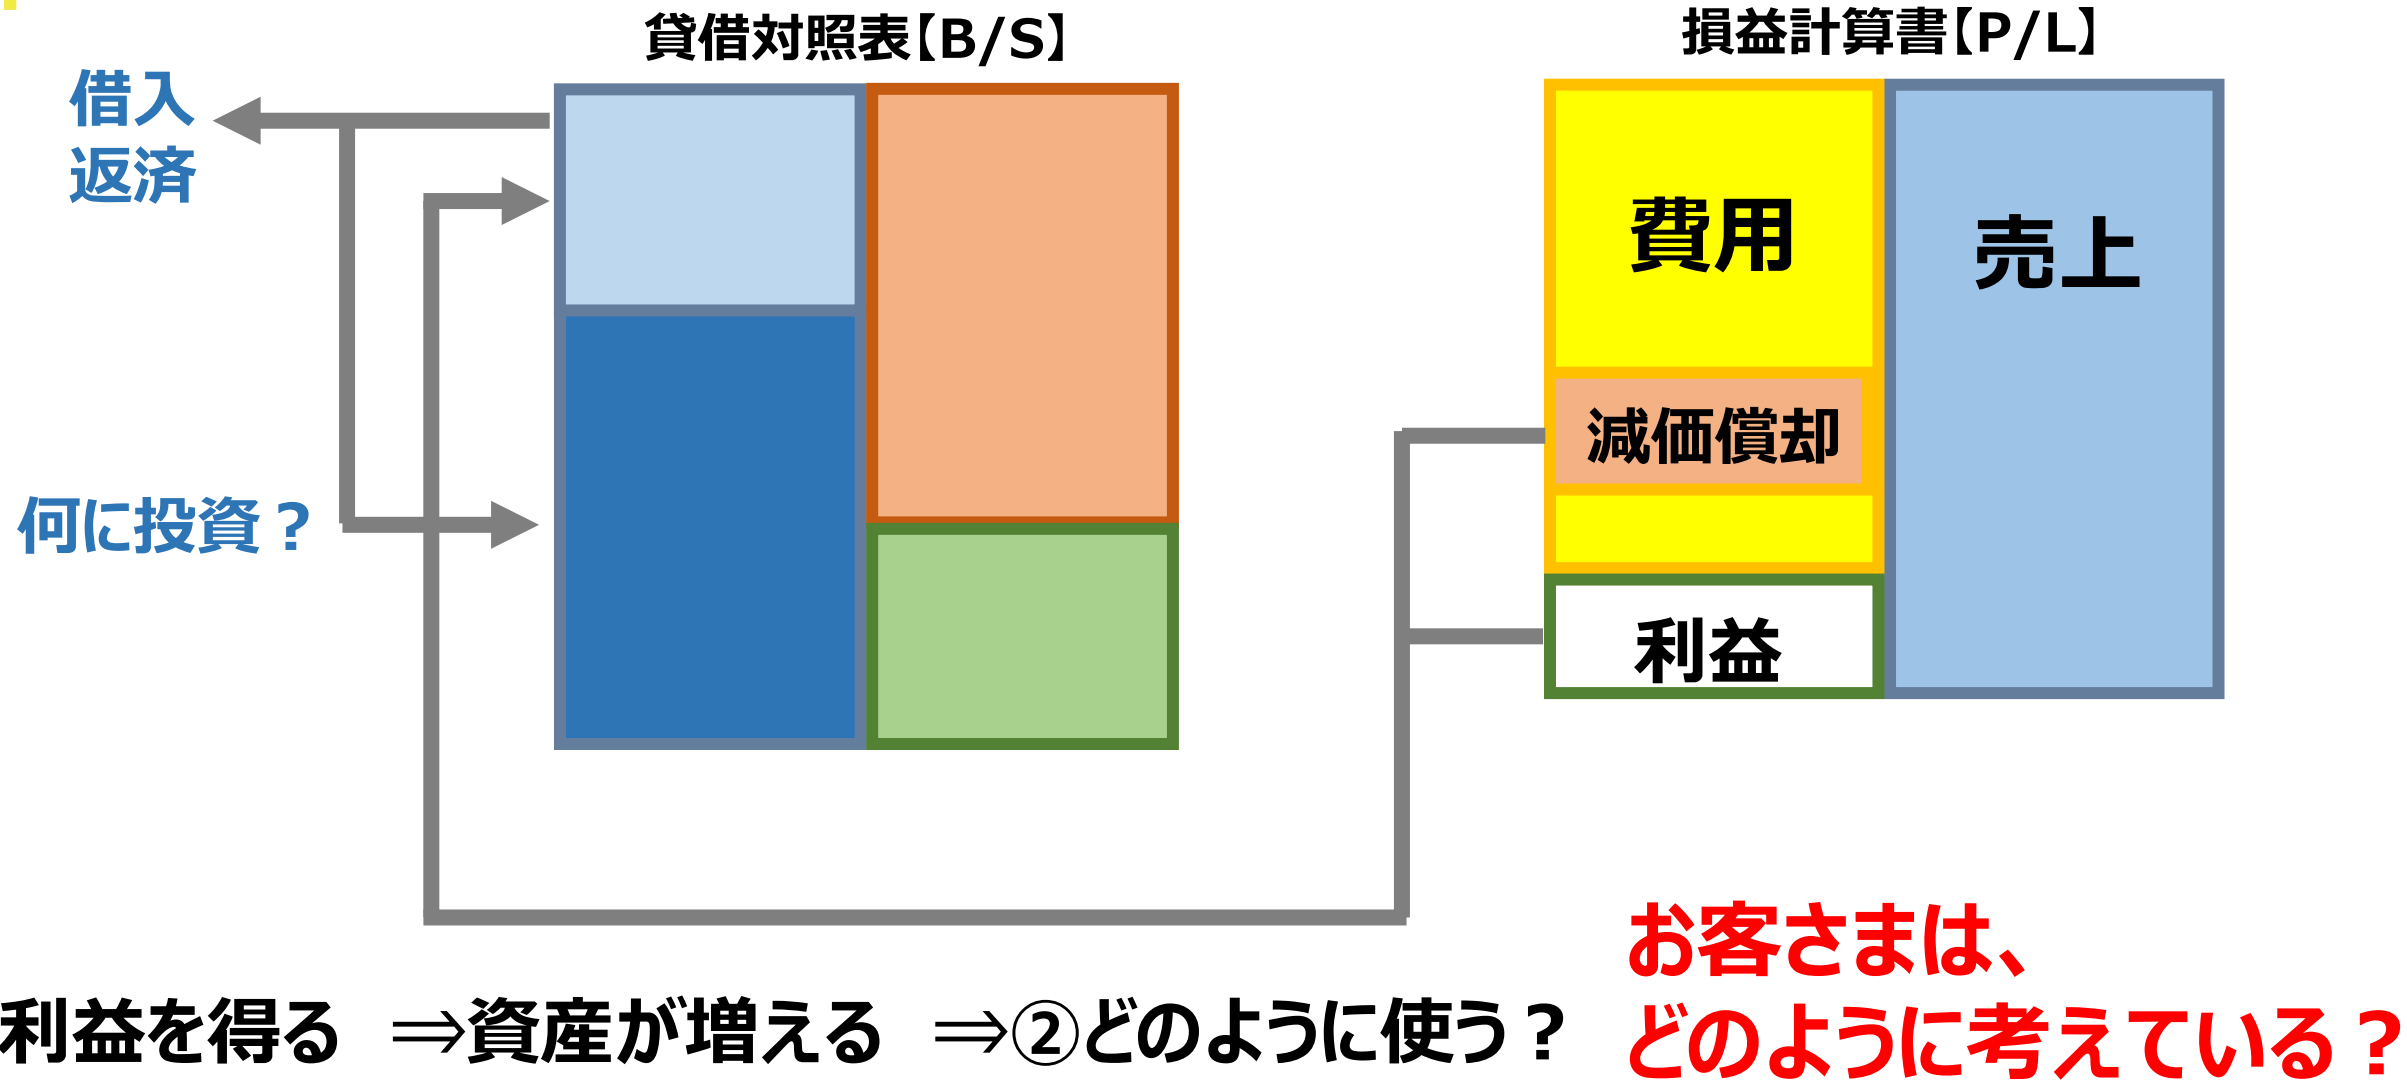 貸借対照表【B/S】
損益計算書【P/L】
借入
返済
費用
売上
減価償却
何に投資？
利益
お客さまは、
利益を得る　⇒資産が増える　⇒②どのように使う？
どのように考えている？